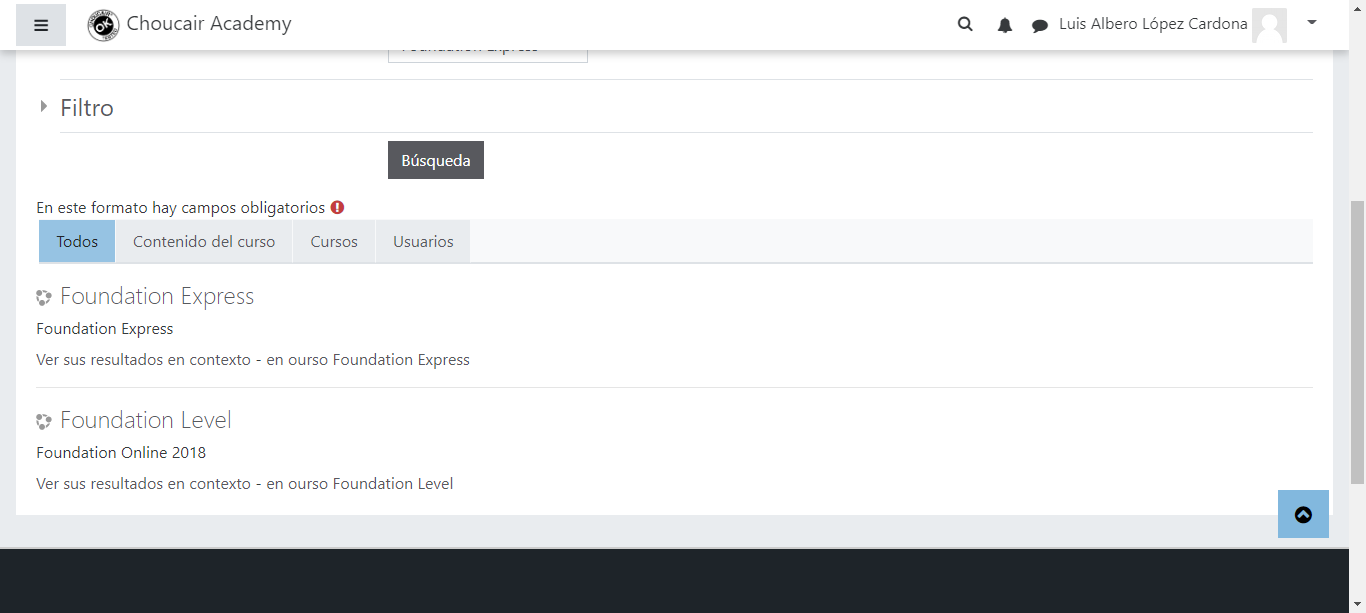 Choucair Academy
Luis Albero López Cardona
Foundation Express
Filtro
Búsqueda
En este formato hay campos obligatorios
Todos
Contenido del curso
Cursos
Usuarios
Foundation Express
Foundation Express
Ver sus resultados en contexto - en ourso Foundation Express
Foundation Level
Foundation Online 2018
Ver sus resultados en contexto - en ourso Foundation Level